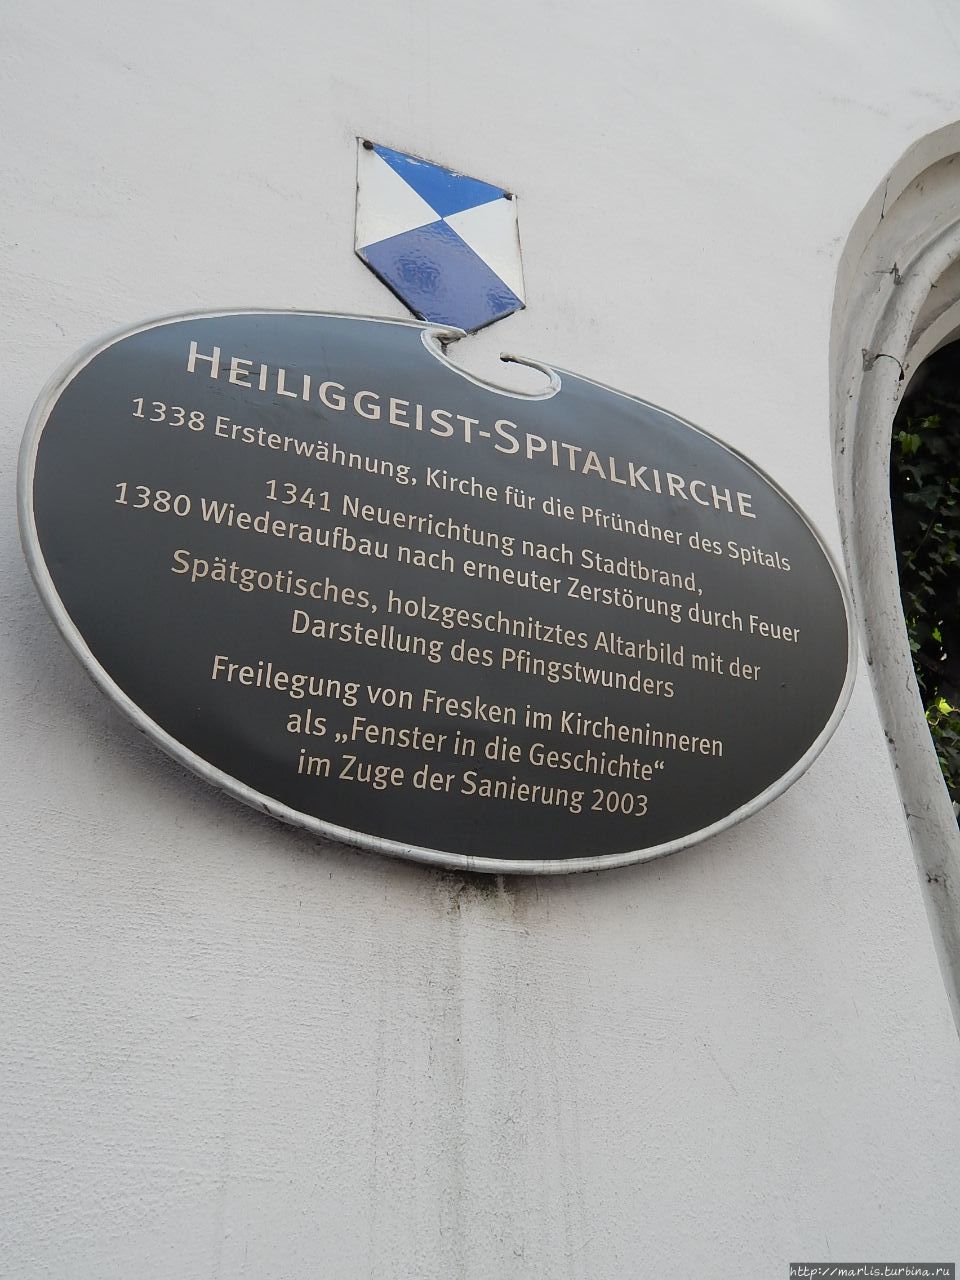 HEILIGGEIST-SPITALKIRCHE
1338 Ersterwähnung, Kirche für die Pfründner des Spitals
1341 Neuerrichtung nach Stadtbrand,
1380 Wiederaufbau nach erneuter Zerstörung durch Feuer
Spätgotisches, holzgeschnitztes Altarbild mit der
Darstellung des Pfingstwunders
Freilegung von Fresken im Kircheninneren
als „Fenster in die Geschichte“
im Zuge der Sanierung 2003
http://marlis.turbina.ru